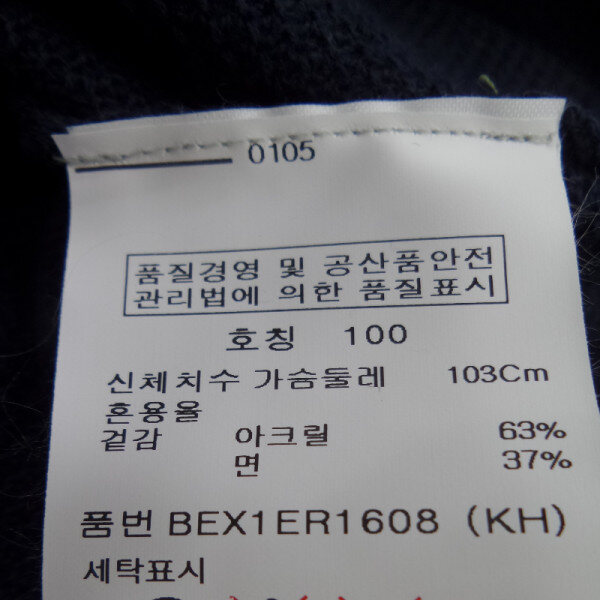 0105
품질경영 및 공산품안전
관리법에 의한 품질표시
호칭 100
신체치수 가슴둘레 103Cm
혼용율
겉감 아크릴 63%
면 37%
품번 BEX1ER1608 (KH)
세탁표시